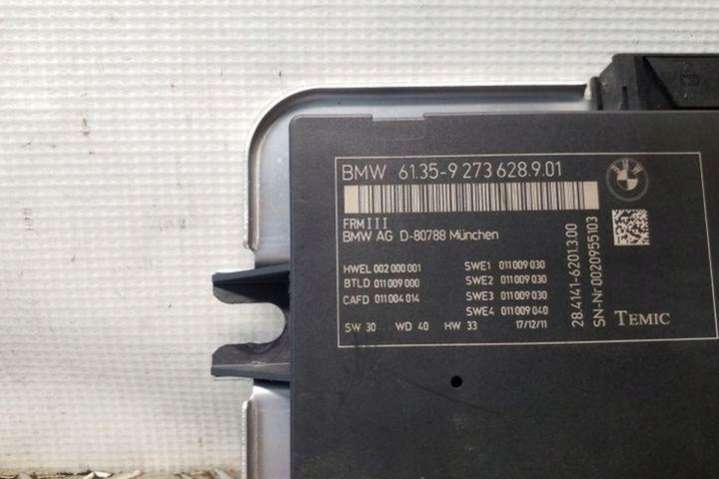 BMW 61.35-9 273 628 9.01
FRM III
BMW AG D-80788 München
HWEL 002 000 001
BTLD 011 009 000
CAFD 011 004 014
SWE1 011 009 030
SWE2 011 009 030
SWE3 011 009 030
SWE4 011 009 040
SW 30 WD 40 HW 33 17/12/11
28.4141-6201.3.00
SN-Nr 0020955103
TEMIC
BMW